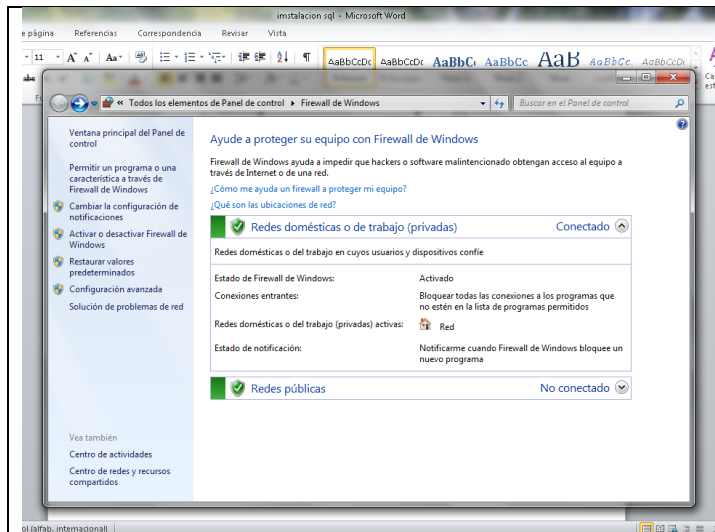 imstalacion sql - Microsoft Word
e página Referencias Correspondencia Revisar Vista
11 A A Aa
AaBbCcDc AaBbCcDc AaBbC AaBbCc AaB AaBbCc. AaBbCcDi
abc
Todos los elementos de Panel de control Firewall de Windows
Buscar en el Panel de control
Ventana principal del Panel de
control
Permitir un programa o una
característica a través de
Firewall de Windows
Cambiar la configuración de
notificaciones
Activar o desactivar Firewall de
Windows
Restaurar valores
predeterminados
Configuración avanzada
Solución de problemas de red
Vea también
Centro de actividades
Centro de redes y recursos
compartidos
Ayude a proteger su equipo con Firewall de Windows
Firewall de Windows ayuda a impedir que hackers o software malintencionado obtengan acceso al equipo a
través de Internet o de una red.
¿Cómo me ayuda un firewall a proteger mi equipo?
¿Qué son las ubicaciones de red?
Redes domésticas o de trabajo (privadas) Conectado
Redes domésticas o del trabajo en cuyos usuarios y dispositivos confíe
Estado de Firewall de Windows: Activado
Conexiones entrantes: Bloquear todas las conexiones a los programas que
no estén en la lista de programas permitidos
Redes domésticas o del trabajo (privadas) activas: Red
Estado de notificación: Notificarme cuando Firewall de Windows bloquee un
nuevo programa
Redes públicas No conectado
ol (alfab. internacional)